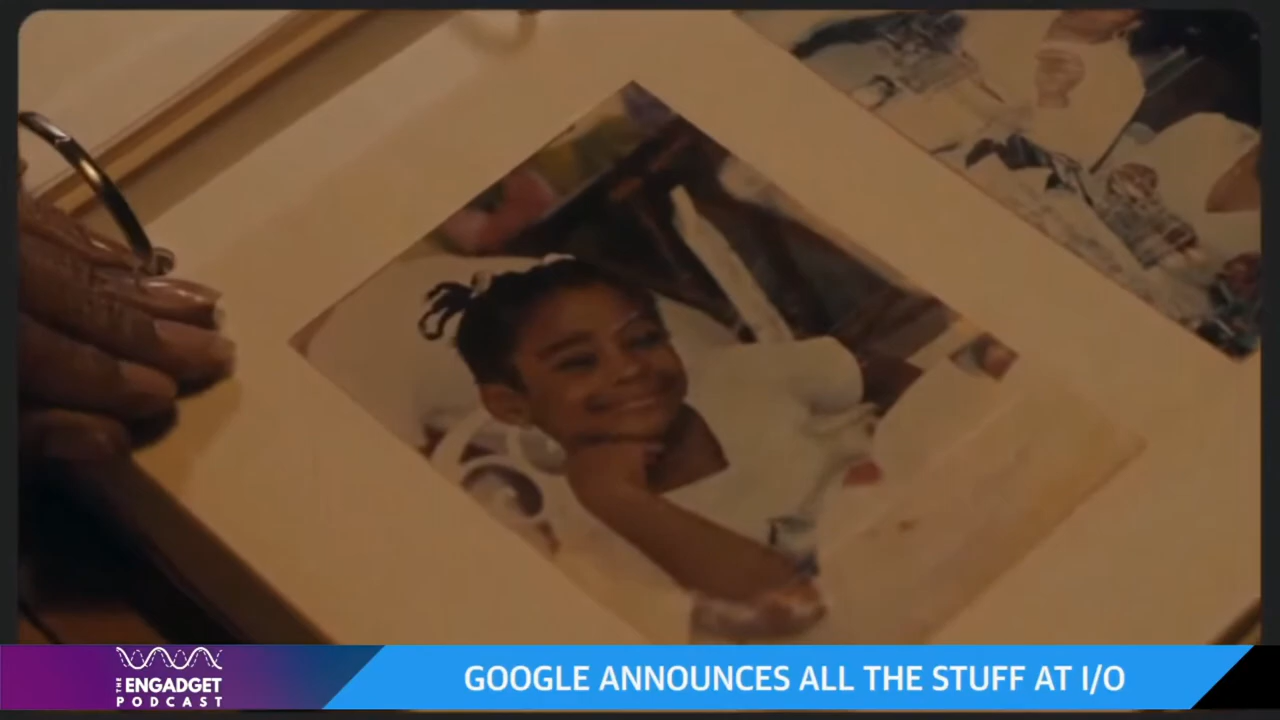 THE ENGADGET
PODCAST
GOOGLE ANNOUNCES ALL THE STUFF AT I/O